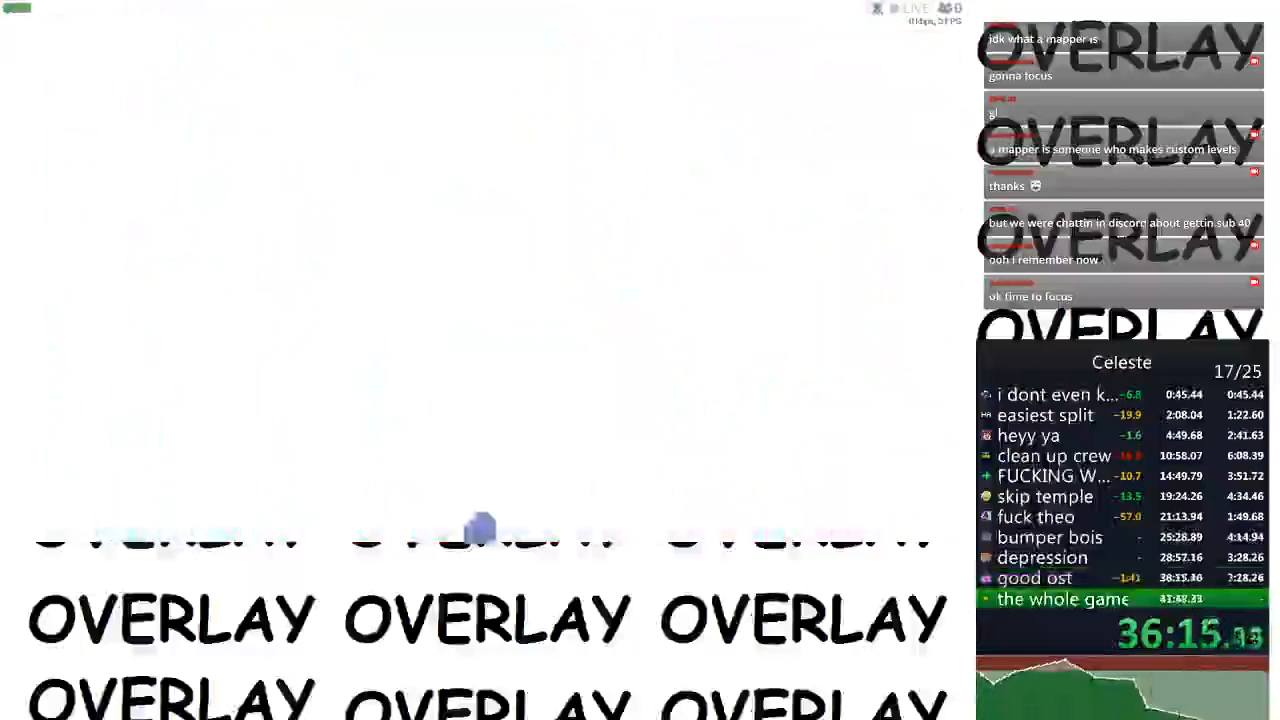 LIVE
0 kbps,
OVERLAY OVERLAY OVERLAY
OVERLAY OVERLAY OVERLAY
OVERLAY
idk what a mapper is
gonna focus
gl
OVERLAY
a mapper is someone who makes custom levels
thanks
OVERLAY
but we were chattin in discord about gettin sub 40
ooh i remember now
ok time to focus
OVERLAY
Celeste
17/25
i dont even k... -6.8 0:45.44 0:45.44
easiest split -19.9 2:08.04 1:22.60
heyy ya -1.6 4:49.68 2:41.63
clean up crew 10:58.07 6:08.39
FUCKING W... -10.7 14:49.79 3:51.72
skip temple -13.5 19:24.26 4:34.46
fuck theo -57.0 21:13.94 1:49.68
bumper bois - 25:28.89 4:14.94
depression - 28:57.16 3:28.26
good ost
the whole game -
36:15